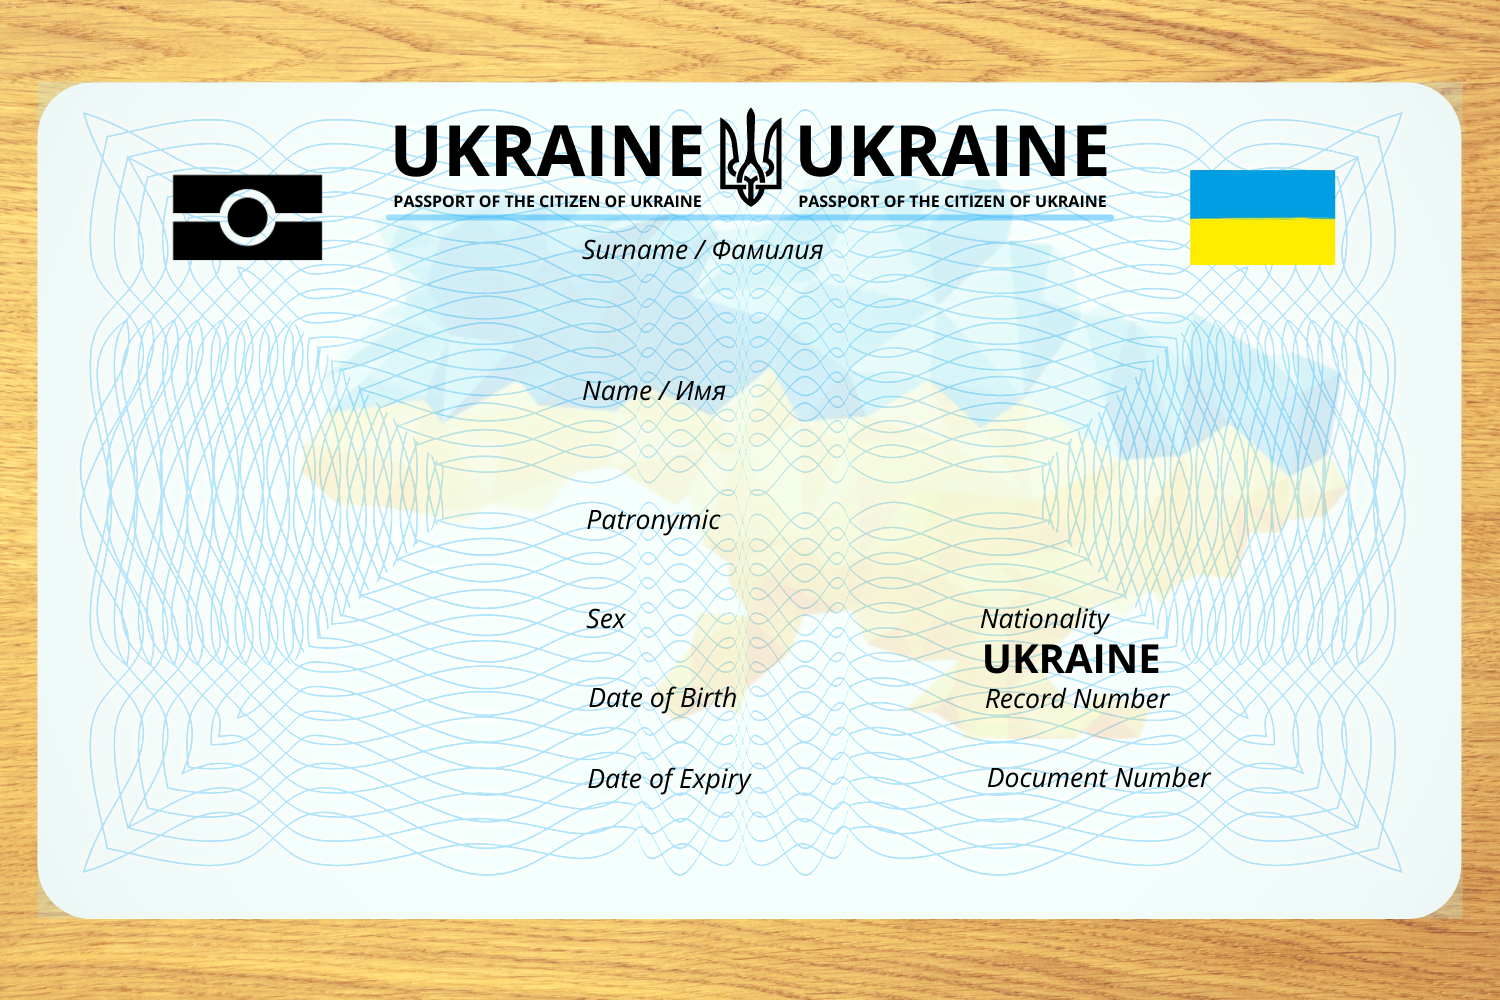 UKRAINE UKRAINE
PASSPORT OF THE CITIZEN OF UKRAINE PASSPORT OF THE CITIZEN OF UKRAINE
Surname / Фамилия
Name / Имя
Patronymic
Sex Nationality
UKRAINE
Date of Birth Record Number
Date of Expiry Document Number